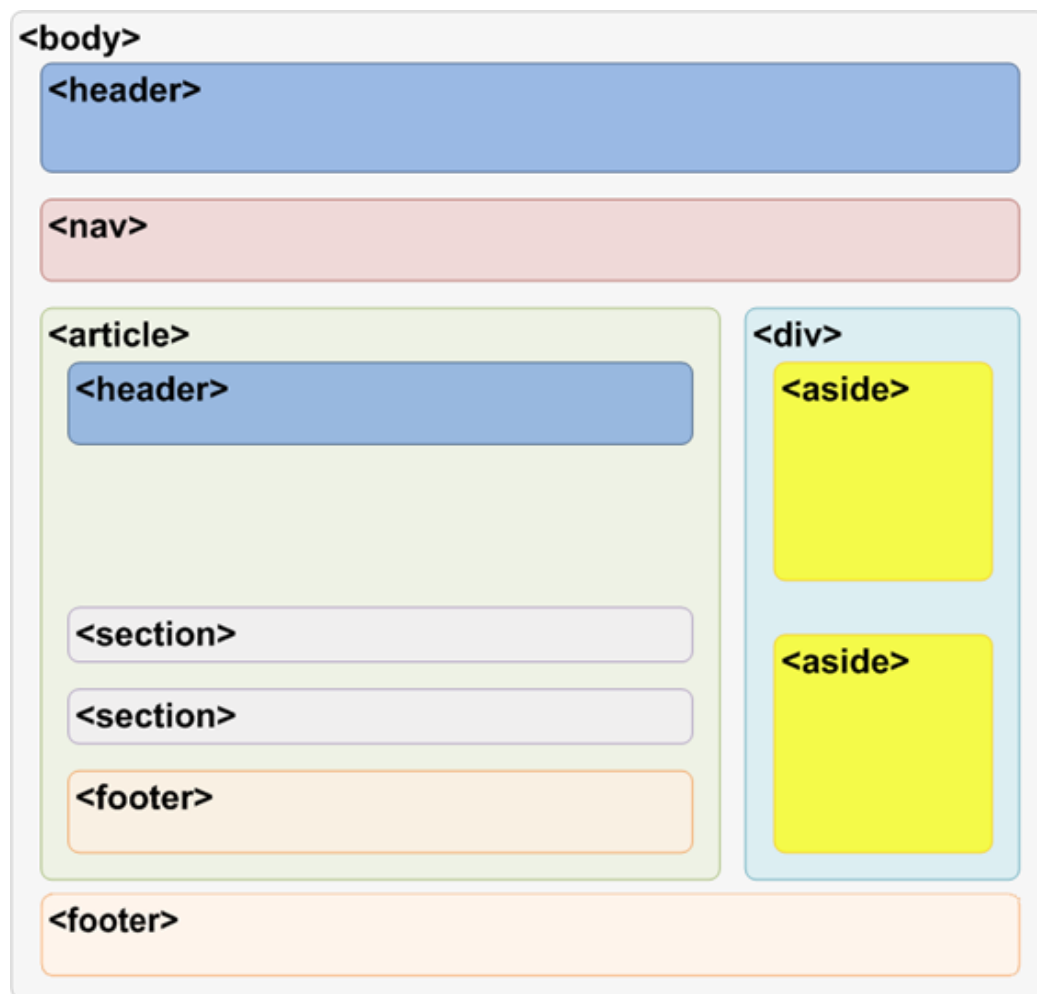 <body>
<header>
<nav>
<article>
<header>
<section>
<section>
<footer>
<div>
<aside>
<aside>
<footer>